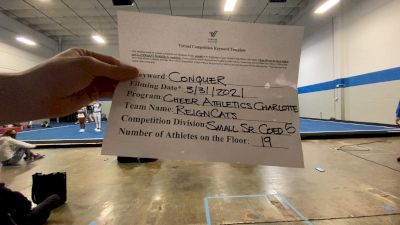 Virtual Competition Keyword Template
Keyword: CONQUER
Filming Date* 3/31/2021
Program: CHEER ATHLETICS CHARLOTTE
Team Name: REIGNCATS
Competition Division: SMALL SR COED 5
Number of Athletes on the Floor: 19